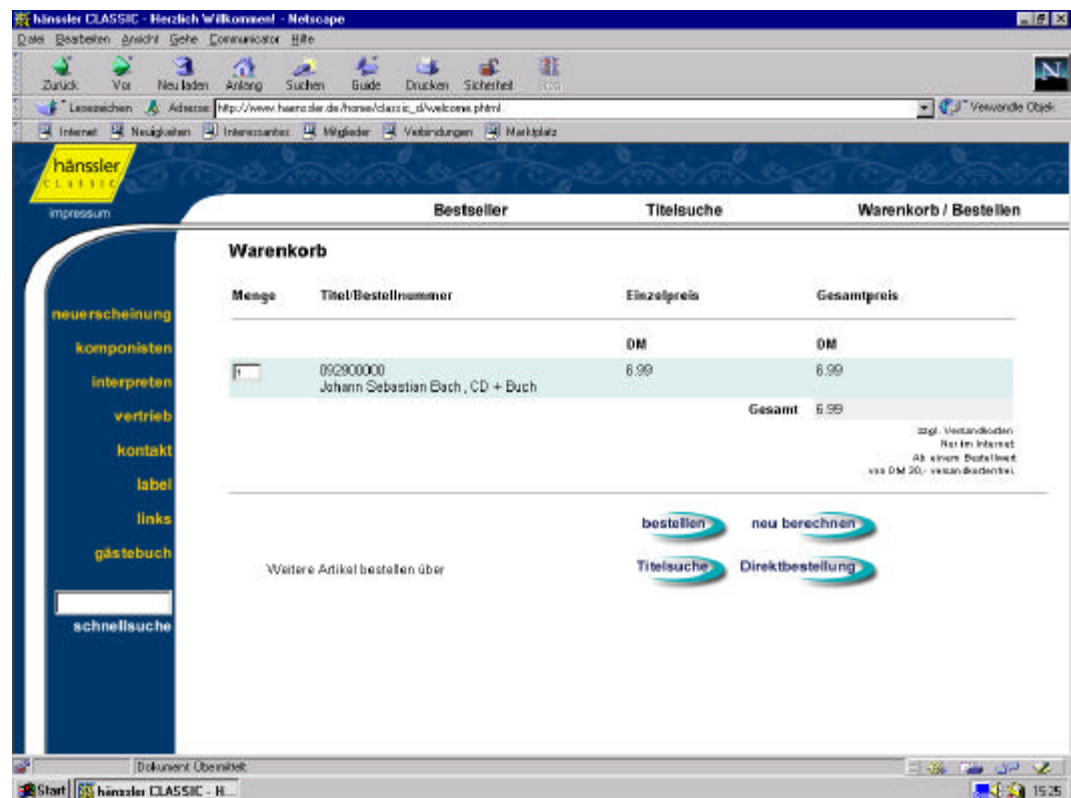 hänssler CLASSIC - Herzlich Willkommen! - Netscape
Datei Bearbeiten Ansicht Gehe Communicator Hilfe
Zurück Vor Neu laden Anfang Suchen Guide Drucken Sicherheit
Lesezeichen Adresse http://www.haenssler.de/home/classic_d/welcome.phtml Verwandte Objek
Internet Neuigkeiten Interessantes Mitglieder Verbindungen Marktplatz
hänssler
CLASSIC
impressum
Bestseller Titelsuche Warenkorb / Bestellen
Warenkorb
Menge Titel/Bestellnummer Einzelpreis Gesamtpreis
DM DM
1 092900000 6.99 6.99
Johann Sebastian Bach, CD + Buch
Gesamt 6.99
zzgl. Versandkosten
Nur im Internet:
Ab einem Bestellwert
von DM 20,- versandkostenfrei.
bestellen neu berechnen
Weitere Artikel bestellen über Titelsuche Direktbestellung
neuerscheinung
komponisten
interpreten
vertrieb
kontakt
label
links
gästebuch
schnellsuche
Dokument Übermittelt
Start hänssler CLASSIC - H... 15:25